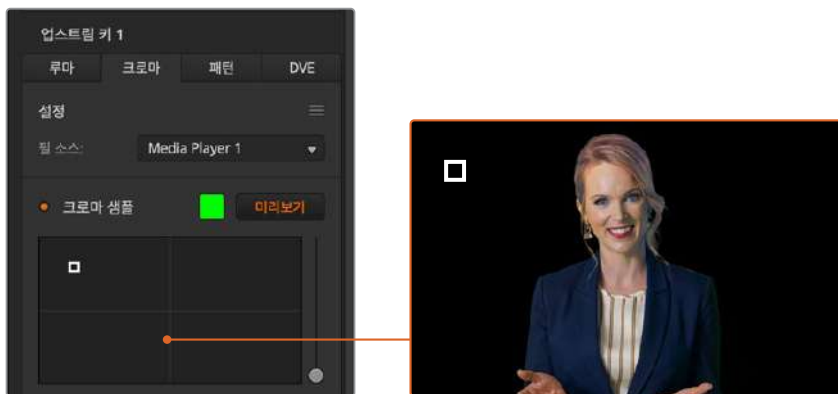 업스트림 키 1
루마 크로마 패턴 DVE
설정
필 소스: Media Player 1
크로마 샘플 미리보기